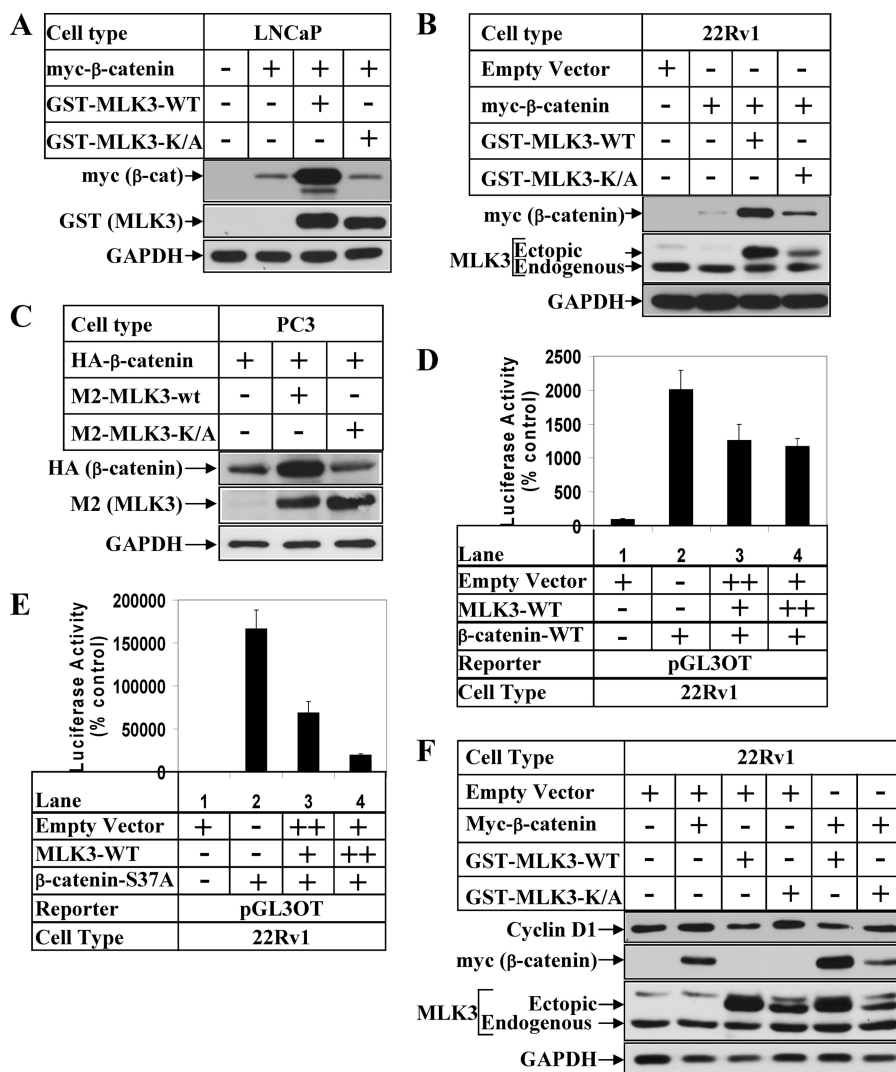 A
Cell type LNCaP
myc-β-catenin - + + +
GST-MLK3-WT - - + -
GST-MLK3-K/A - - - +
myc (β-cat)
GST (MLK3)
GAPDH
B
Cell type 22Rv1
Empty Vector + - - -
myc-β-catenin - + + +
GST-MLK3-WT - - + -
GST-MLK3-K/A - - - +
myc (β-catenin)
MLK3 Ectopic
Endogenous
GAPDH
C
Cell type PC3
HA-β-catenin + + +
M2-MLK3-wt - + -
M2-MLK3-K/A - - +
HA (β-catenin)
M2 (MLK3)
GAPDH
D
Luciferase Activity
(% control)
2500
2000
1500
1000
500
0
Lane 1 2 3 4
Empty Vector + - ++ +
MLK3-WT - - + ++
β-catenin-WT - + + +
Reporter pGL3OT
Cell Type 22Rv1
E
Luciferase Activity
(% control)
200000
150000
100000
50000
0
Lane 1 2 3 4
Empty Vector + - ++ +
MLK3-WT - - + ++
β-catenin-S37A - + + +
Reporter pGL3OT
Cell Type 22Rv1
F
Cell Type 22Rv1
Empty Vector + + + + - -
Myc-β-catenin - + - - + +
GST-MLK3-WT - - + - + -
GST-MLK3-K/A - - - + - +
Cyclin D1
myc (β-catenin)
MLK3 Ectopic
Endogenous
GAPDH